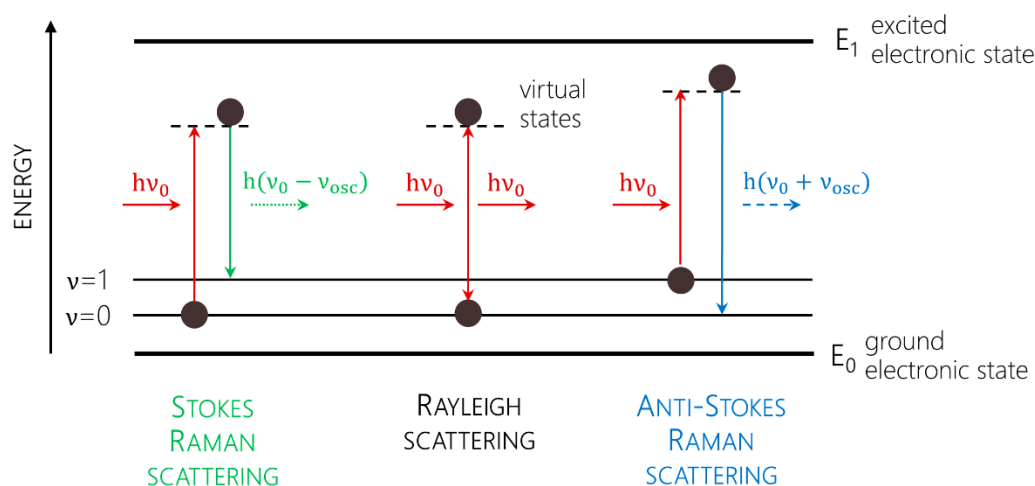 ENERGY
E₁ excited
electronic state
virtual
states
hν₀
h(ν₀ − νosc)
hν₀
hν₀
hν₀
h(ν₀ + νosc)
ν=1
ν=0
E₀ ground
electronic state
STOKES
RAMAN
SCATTERING
RAYLEIGH
SCATTERING
ANTI-STOKES
RAMAN
SCATTERING